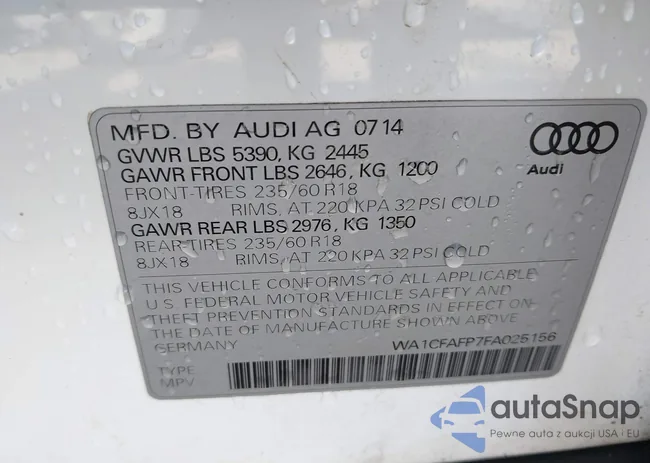 MFD. BY AUDI AG 0714
GVWR LBS 5390, KG 2445
GAWR FRONT LBS 2646, KG 1200
FRONT-TIRES 235/60 R18
8JX18 RIMS, AT 220 KPA 32 PSI COLD
GAWR REAR LBS 2976, KG 1350
REAR-TIRES 235/60 R18
8JX18 RIMS, AT 220 KPA 32 PSI COLD
Audi
THIS VEHICLE CONFORMS TO ALL APPLICABLE
U.S. FEDERAL MOTOR VEHICLE SAFETY AND
THEFT PREVENTION STANDARDS IN EFFECT ON
THE DATE OF MANUFACTURE SHOWN ABOVE.
GERMANY WA1CFAFP7FA025156
TYPE
MPV
autaSnap
Pewne auta z aukcji USA i EU